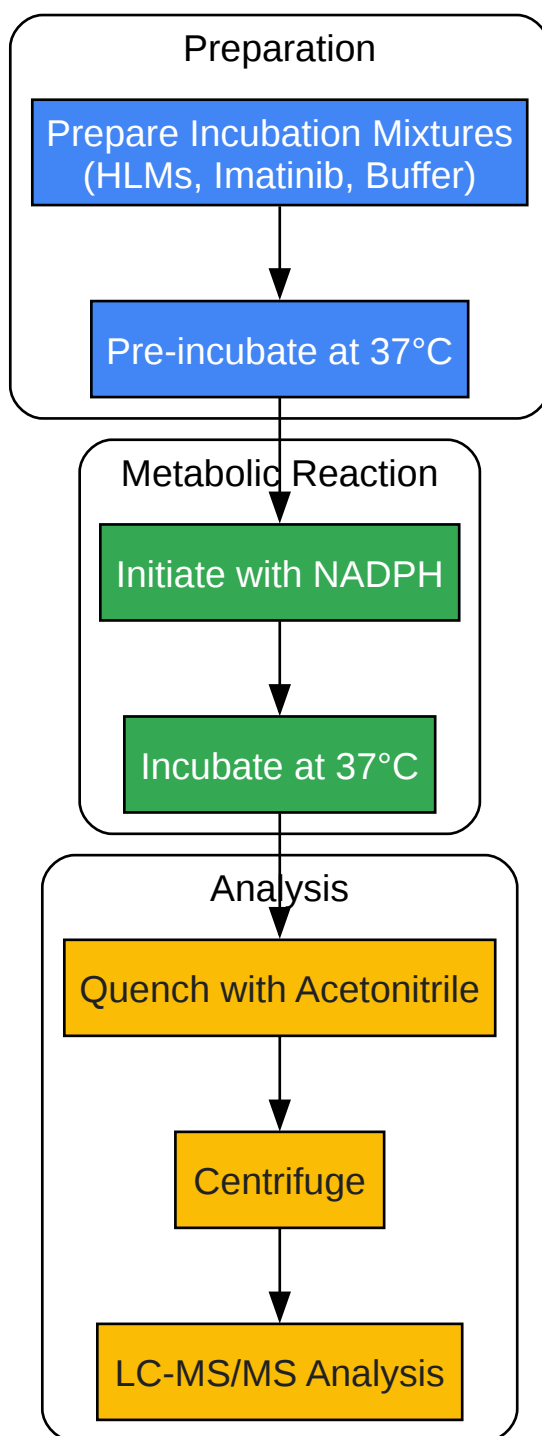 Preparation
Prepare Incubation Mixtures
(HLMs, Imatinib, Buffer)
Pre-incubate at 37°C
Metabolic Reaction
Initiate with NADPH
Incubate at 37°C
Analysis
Quench with Acetonitrile
Centrifuge
LC-MS/MS Analysis